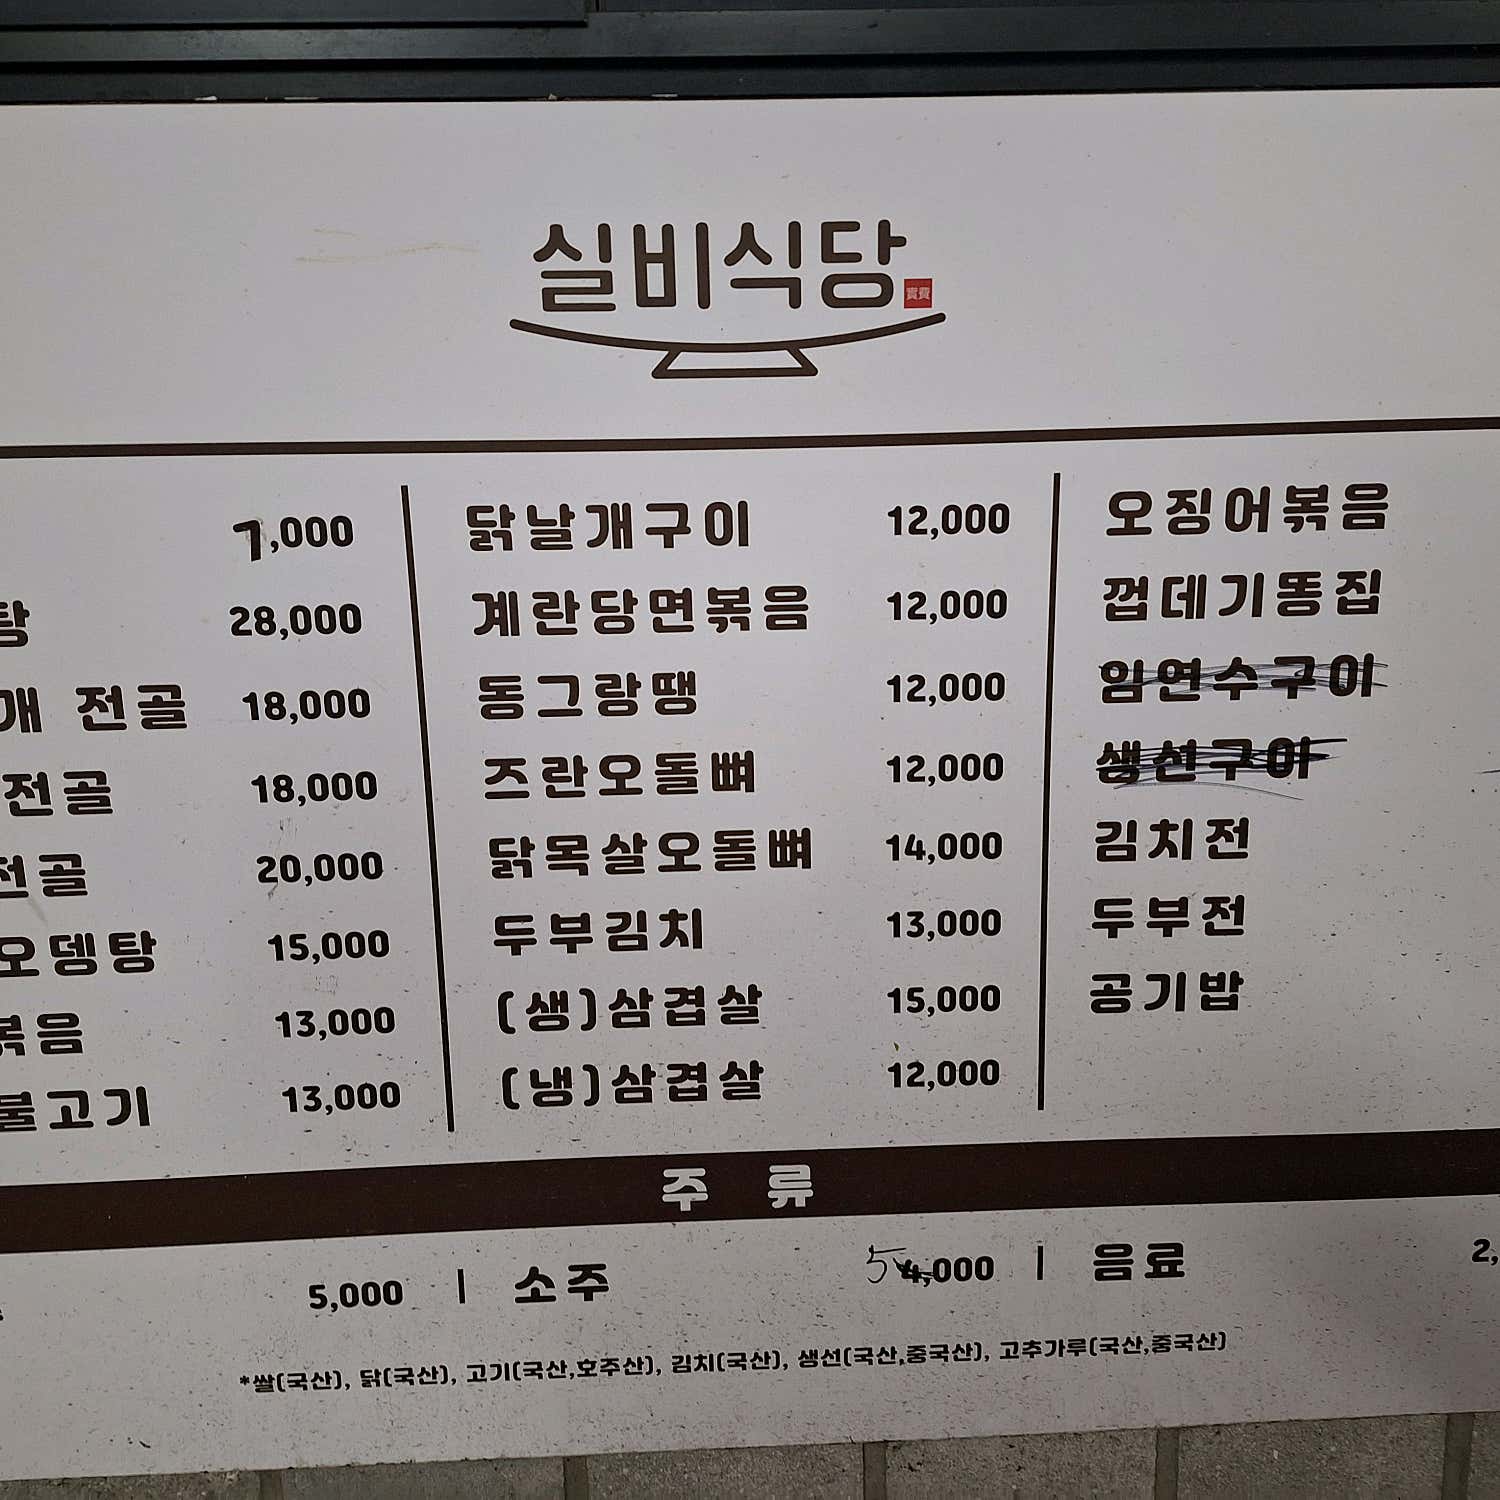 실비식당
實費
7,000
탕 28,000
개 전골 18,000
전골 18,000
전골 20,000
오뎅탕 15,000
볶음 13,000
불고기 13,000
닭날개구이 12,000
계란당면볶음 12,000
동그랑땡 12,000
즈란오돌뼈 12,000
닭목살오돌뼈 14,000
두부김치 13,000
(생)삼겹살 15,000
(냉)삼겹살 12,000
오징어볶음
껍데기똥집
임연수구이
생선구이
김치전
두부전
공기밥
주 류
5,000 | 소주 5 4,000 | 음료 2,
*쌀(국산), 닭(국산), 고기(국산,호주산), 김치(국산), 생선(국산,중국산), 고추가루(국산,중국산)